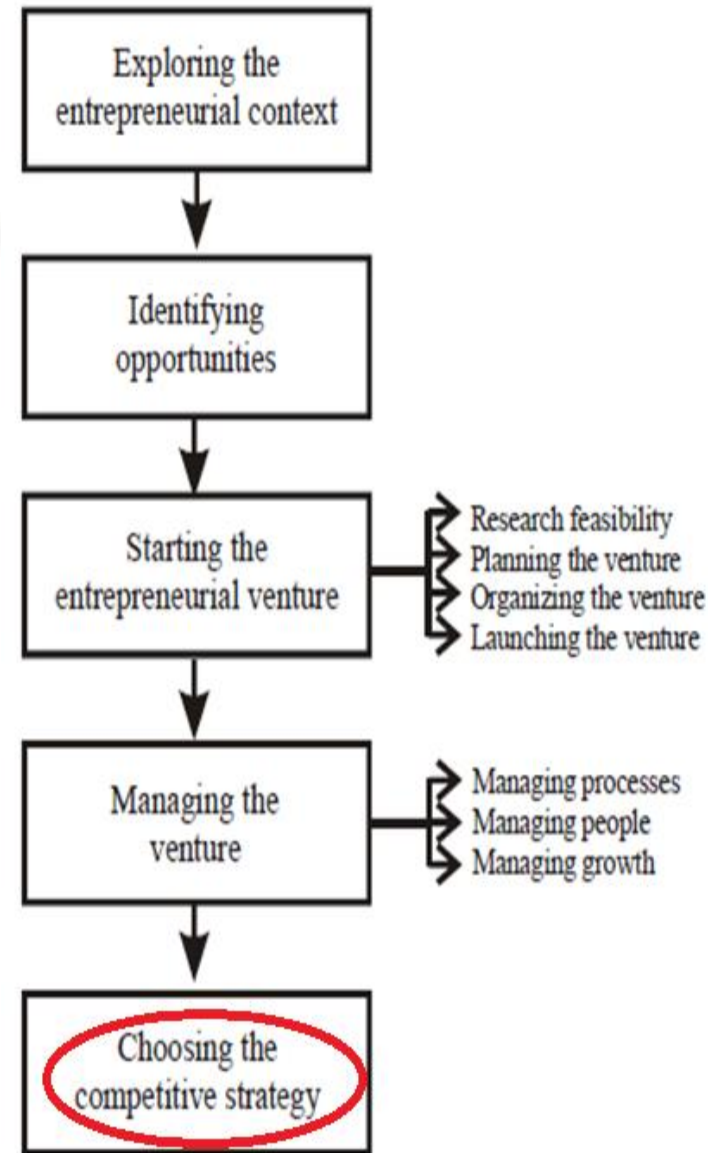 Exploring the
entrepreneurial context
Identifying
opportunities
Starting the
entrepreneurial venture
Research feasibility
Planning the venture
Organizing the venture
Launching the venture
Managing the
venture
Managing processes
Managing people
Managing growth
Choosing the
competitive strategy